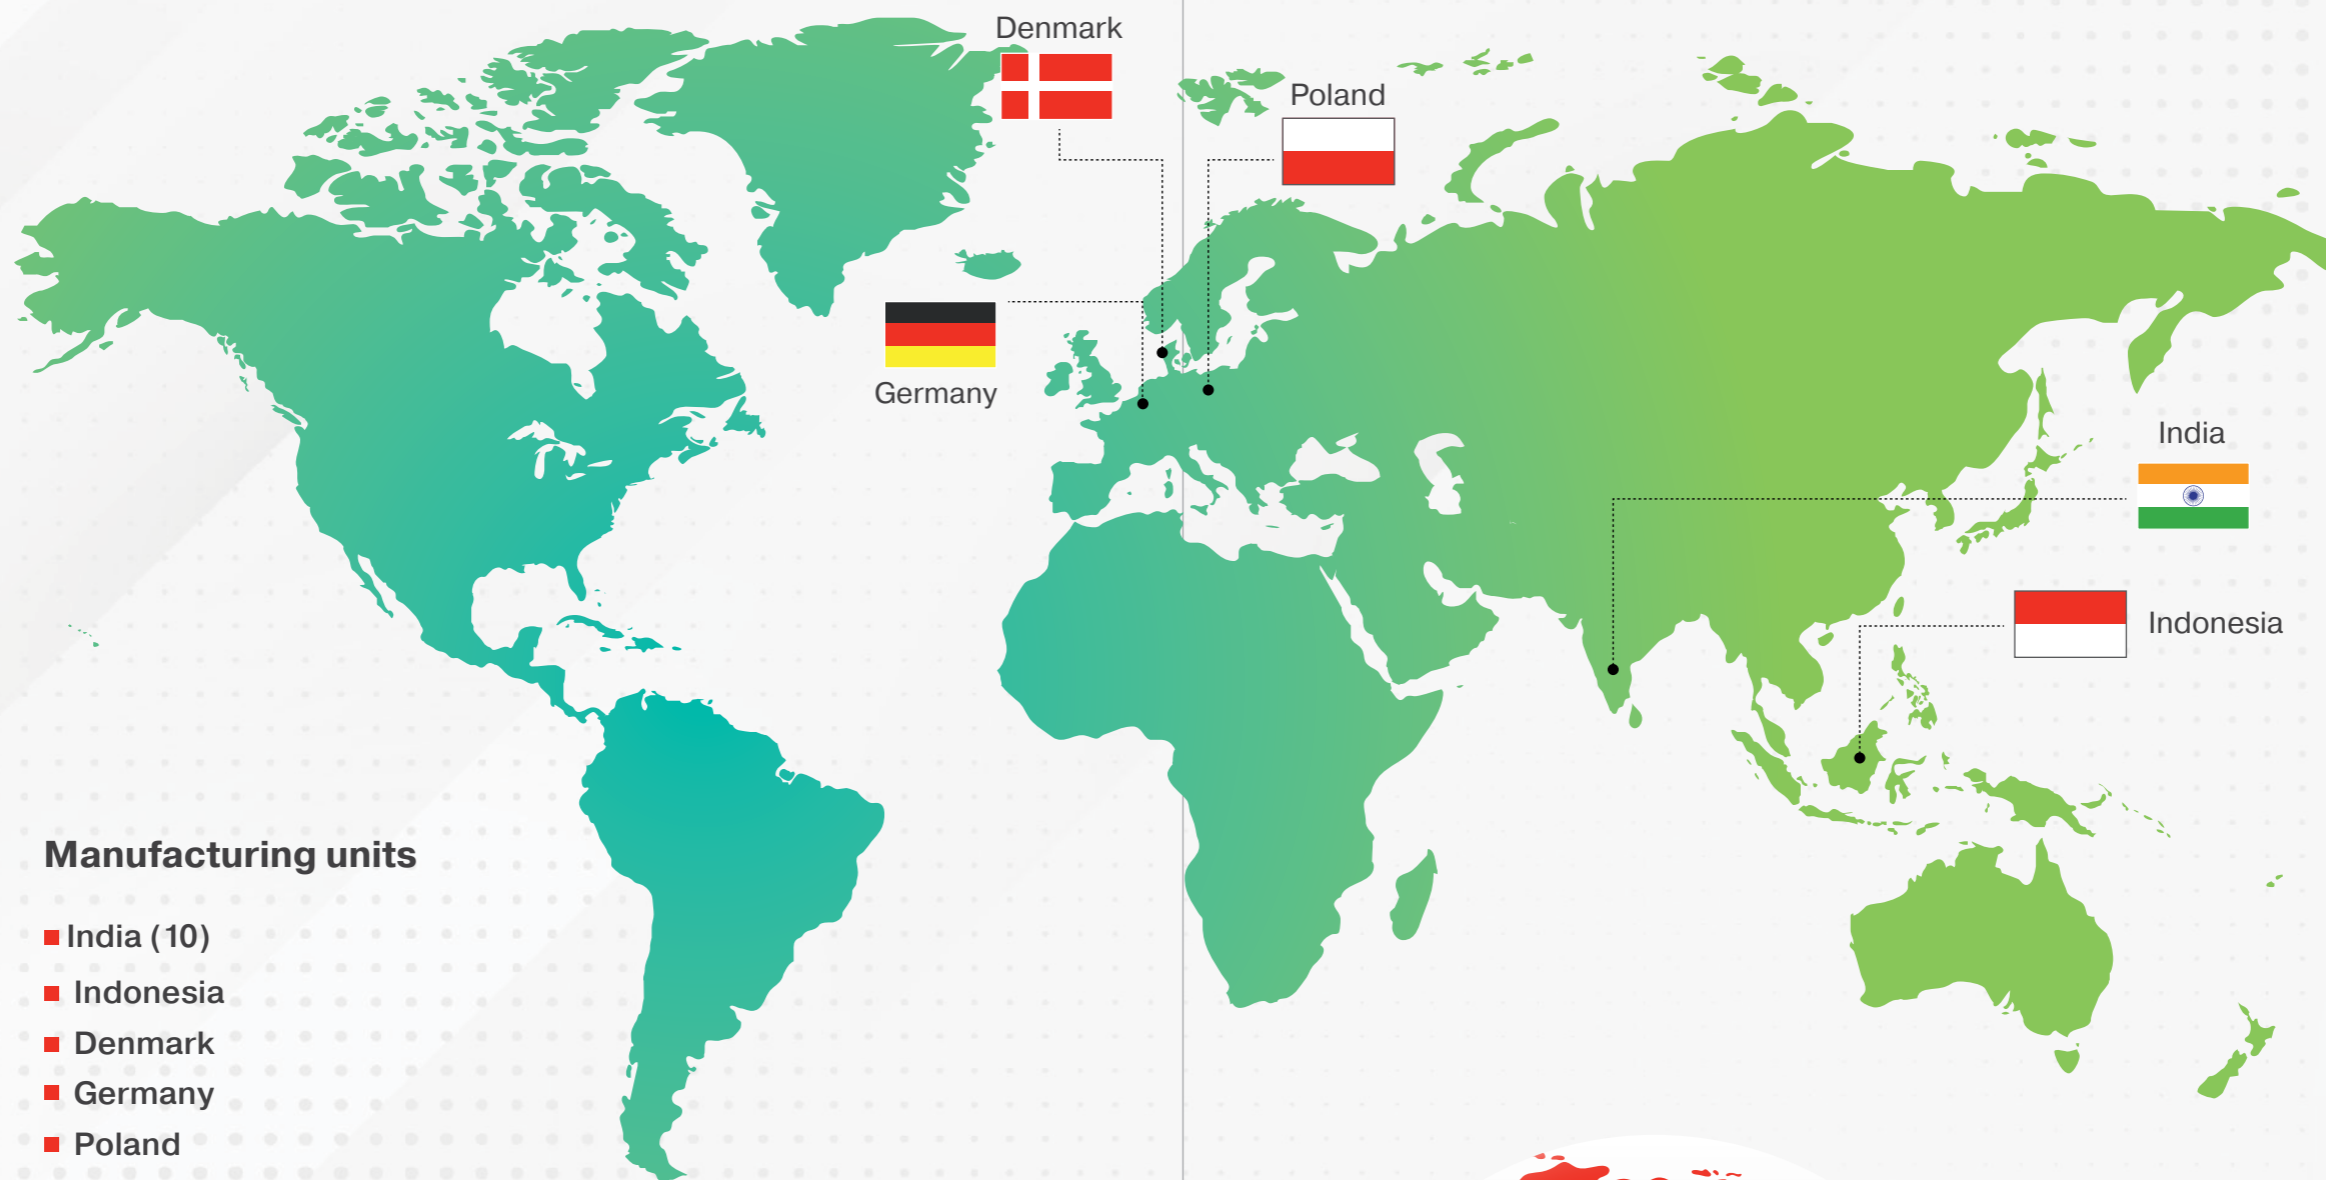 Denmark
Poland
Germany
India
Indonesia
Manufacturing units
India (10)
Indonesia
Denmark
Germany
Poland